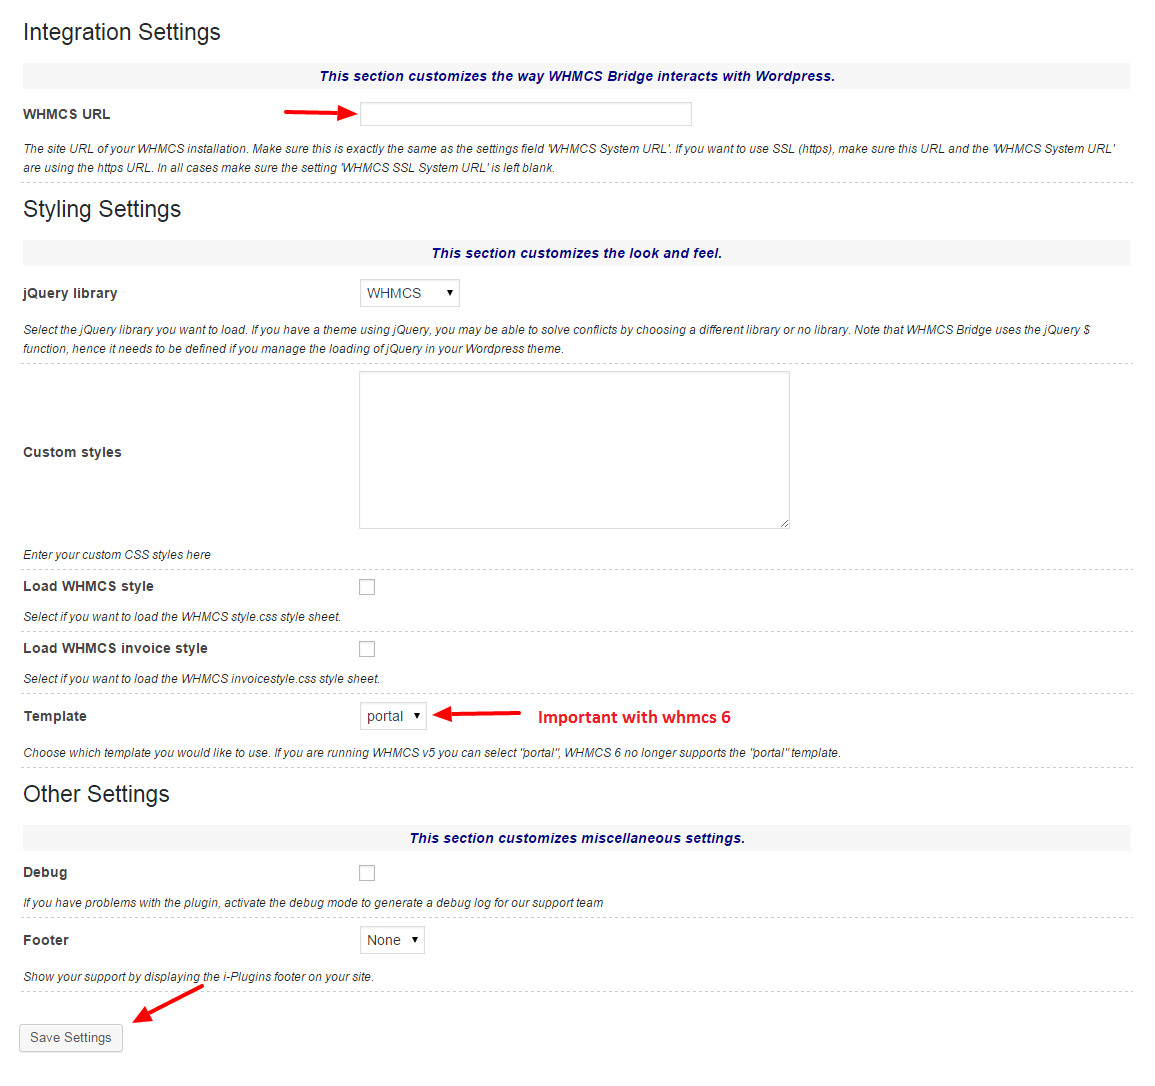 Integration Settings
This section customizes the way WHMCS Bridge interacts with Wordpress.
WHMCS URL
The site URL of your WHMCS installation. Make sure this is exactly the same as the settings field 'WHMCS System URL'. If you want to use SSL (https), make sure this URL and the 'WHMCS System URL'
are using the https URL. In all cases make sure the setting 'WHMCS SSL System URL' is left blank.
Styling Settings
This section customizes the look and feel.
jQuery library
WHMCS
Select the jQuery library you want to load. If you have a theme using jQuery, you may be able to solve conflicts by choosing a different library or no library. Note that WHMCS Bridge uses the jQuery $
function, hence it needs to be defined if you manage the loading of jQuery in your Wordpress theme.
Custom styles
Enter your custom CSS styles here
Load WHMCS style
Select if you want to load the WHMCS style.css style sheet.
Load WHMCS invoice style
Select if you want to load the WHMCS invoicestyle.css style sheet.
Template
portal
Important with whmcs 6
Choose which template you would like to use. If you are running WHMCS v5 you can select "portal", WHMCS 6 no longer supports the "portal" template.
Other Settings
This section customizes miscellaneous settings.
Debug
If you have problems with the plugin, activate the debug mode to generate a debug log for our support team
Footer
None
Show your support by displaying the i-Plugins footer on your site.
Save Settings